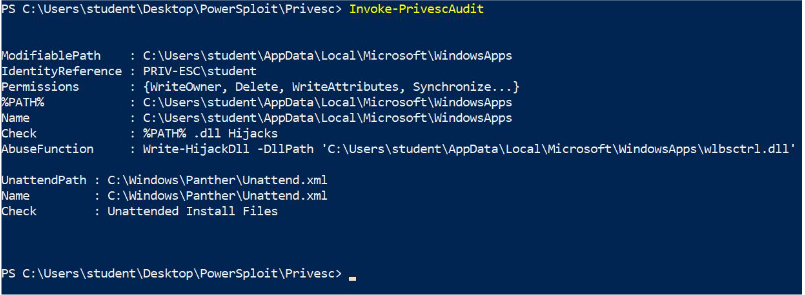 PS C:\Users\student\Desktop\PowerSploit\Privesc> Invoke-PrivescAudit
ModifiablePath    : C:\Users\student\AppData\Local\Microsoft\WindowsApps
IdentityReference : PRIV-ESC\student
Permissions       : {WriteOwner, Delete, WriteAttributes, Synchronize...}
%PATH%            : C:\Users\student\AppData\Local\Microsoft\WindowsApps
Name              : C:\Users\student\AppData\Local\Microsoft\WindowsApps
Check             : %PATH% .dll Hijacks
AbuseFunction     : Write-HijackDll -DllPath 'C:\Users\student\AppData\Local\Microsoft\WindowsApps\wlbsctrl.dll'
UnattendPath : C:\Windows\Panther\Unattend.xml
Name         : C:\Windows\Panther\Unattend.xml
Check        : Unattended Install Files
PS C:\Users\student\Desktop\PowerSploit\Privesc>